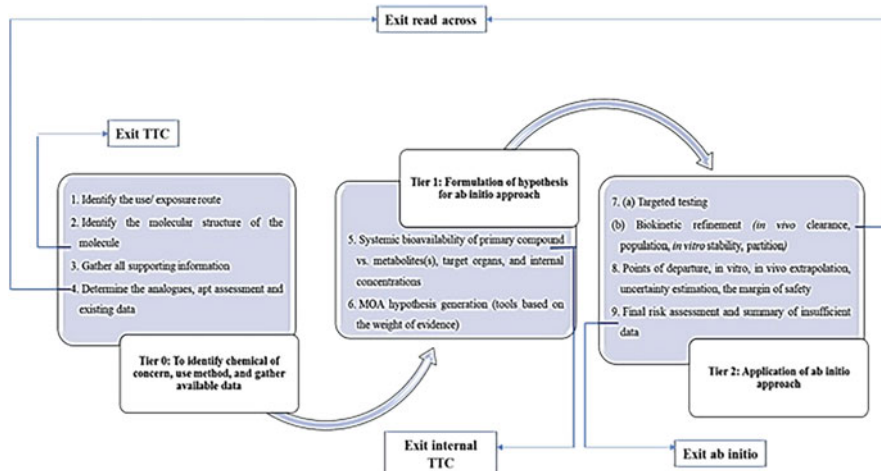 Exit read across
Exit TTC
1. Identify the use/ exposure route
2. Identify the molecular structure of the
molecule
3. Gather all supporting information
4. Determine the analogues, apt assessment and
existing data
Tier 0: To identify chemical of
concern, use method, and gather
available data
Tier 1: Formulation of hypothesis
for ab initio approach
5. Systemic bioavailability of primary compound
vs. metabolites(s), target organs, and internal
concentrations
6. MOA hypothesis generation (tools based on
the weight of evidence)
Exit internal
TTC
7. (a) Targeted testing
(b) Biokinetic refinement (in vivo clearance,
population, in vitro stability, partition)
8. Points of departure, in vitro, in vivo extrapolation,
uncertainty estimation, the margin of safety
9. Final risk assessment and summary of insufficient
data
Tier 2: Application of ab initio
approach
Exit ab initio